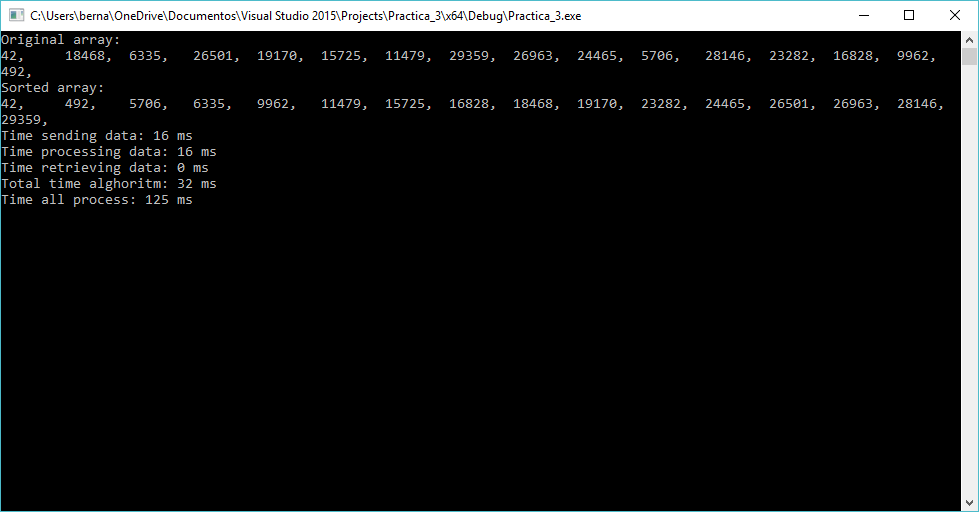 C:\Users\berna\OneDrive\Documentos\Visual Studio 2015\Projects\Practica_3\x64\Debug\Practica_3.exe
Original array:
42, 18468, 6335, 26501, 19170, 15725, 11479, 29359, 26963, 24465, 5706, 28146, 23282, 16828, 9962,
492,
Sorted array:
42, 492, 5706, 6335, 9962, 11479, 15725, 16828, 18468, 19170, 23282, 24465, 26501, 26963, 28146,
29359,
Time sending data: 16 ms
Time processing data: 16 ms
Time retrieving data: 0 ms
Total time alghoritm: 32 ms
Time all process: 125 ms